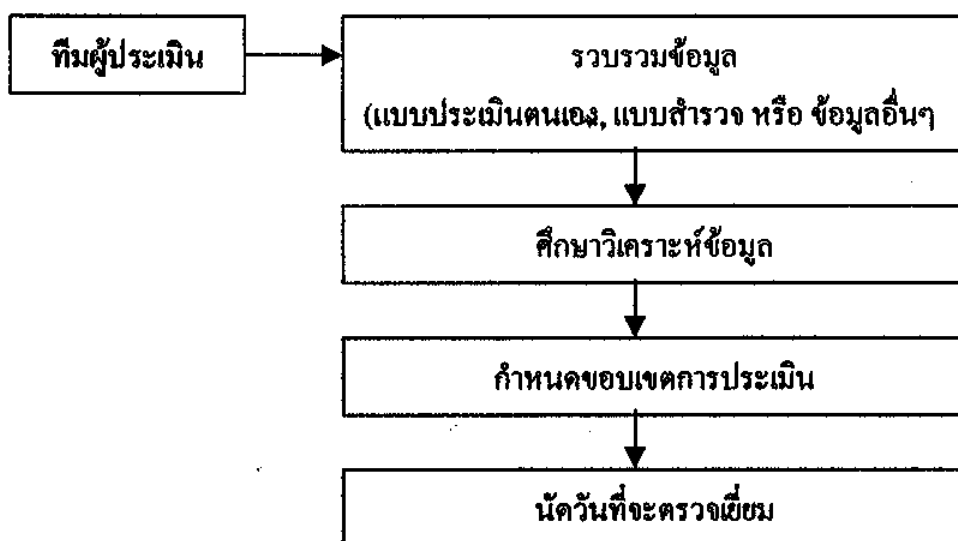 ทีมผู้ประเมิน
รวบรวมข้อมูล
(แบบประเมินตนเอง, แบบสำรวจ หรือ ข้อมูลอื่นๆ
ศึกษาวิเคราะห์ข้อมูล
กำหนดขอบเขตการประเมิน
นัดวันที่จะตรวจเยี่ยม